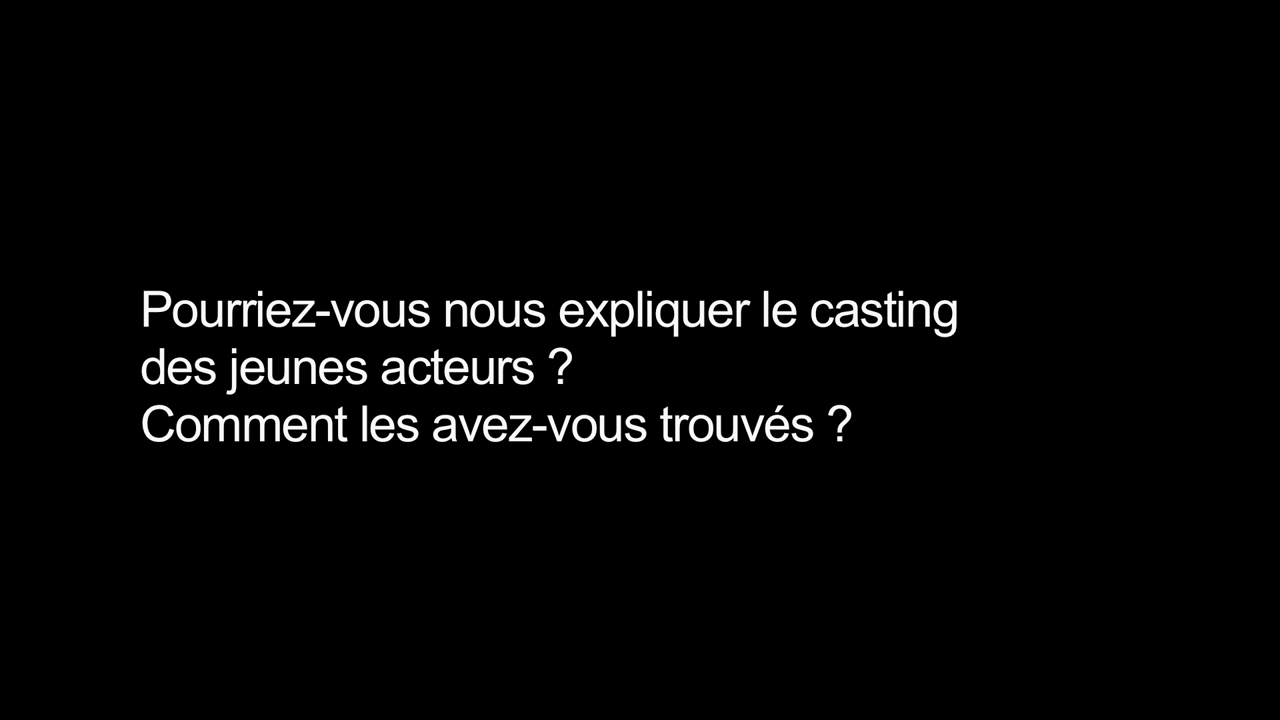 Pourriez-vous nous expliquer le casting
des jeunes acteurs ?
Comment les avez-vous trouvés ?